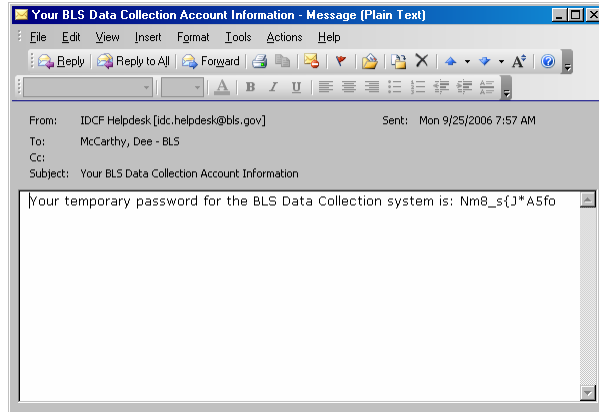 Your BLS Data Collection Account Information - Message (Plain Text)
File Edit View Insert Format Tools Actions Help
Reply Reply to All Forward
A B I U
From: IDCF Helpdesk [idc.helpdesk@bls.gov] Sent: Mon 9/25/2006 7:57 AM
To: McCarthy, Dee - BLS
Cc:
Subject: Your BLS Data Collection Account Information
Your temporary password for the BLS Data Collection system is: Nm8_s{J*A5fo